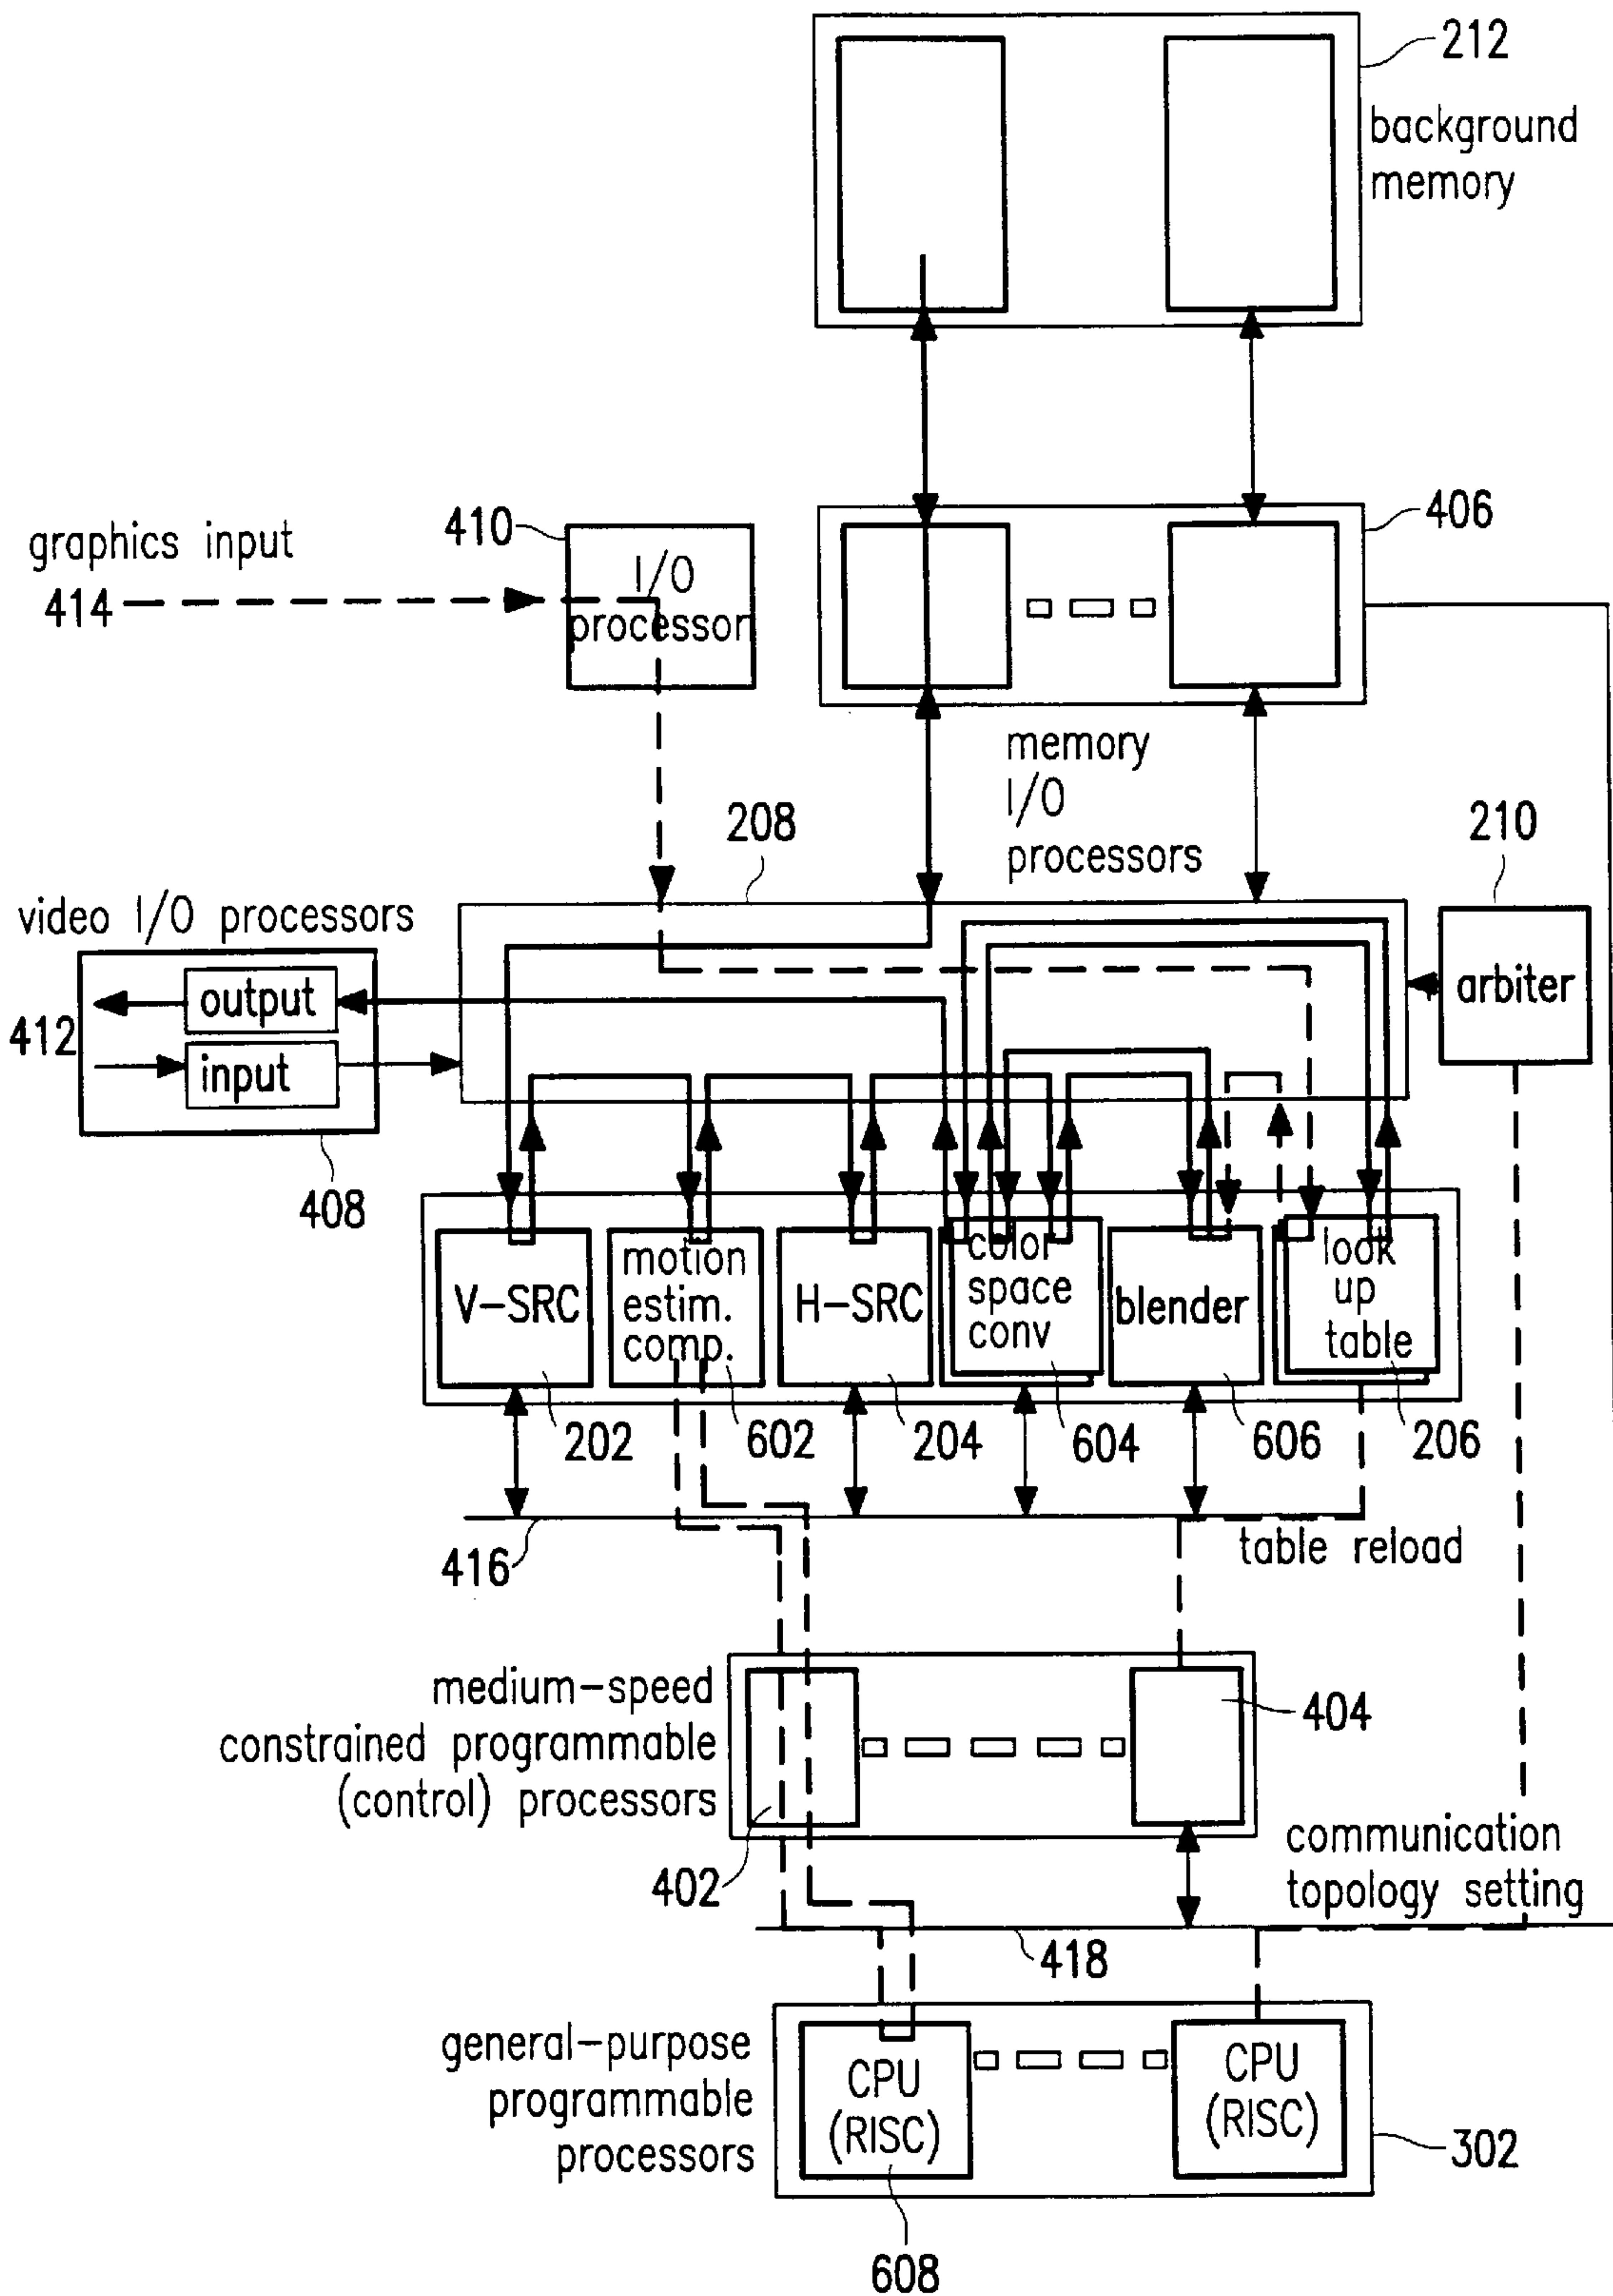 212
background
memory
406
410
graphics input
414
I/O
processor
memory
I/O
processors
208
210
video I/O processors
output
412
input
arbiter
408
V-SRC
motion
estim.
comp.
H-SRC
color
space
conv
blender
look
up
table
202
602
204
604
606
206
416
table reload
medium-speed
constrained programmable
(control) processors
404
402
communication
topology setting
418
general-purpose
programmable
processors
CPU
(RISC)
CPU
(RISC)
302
608